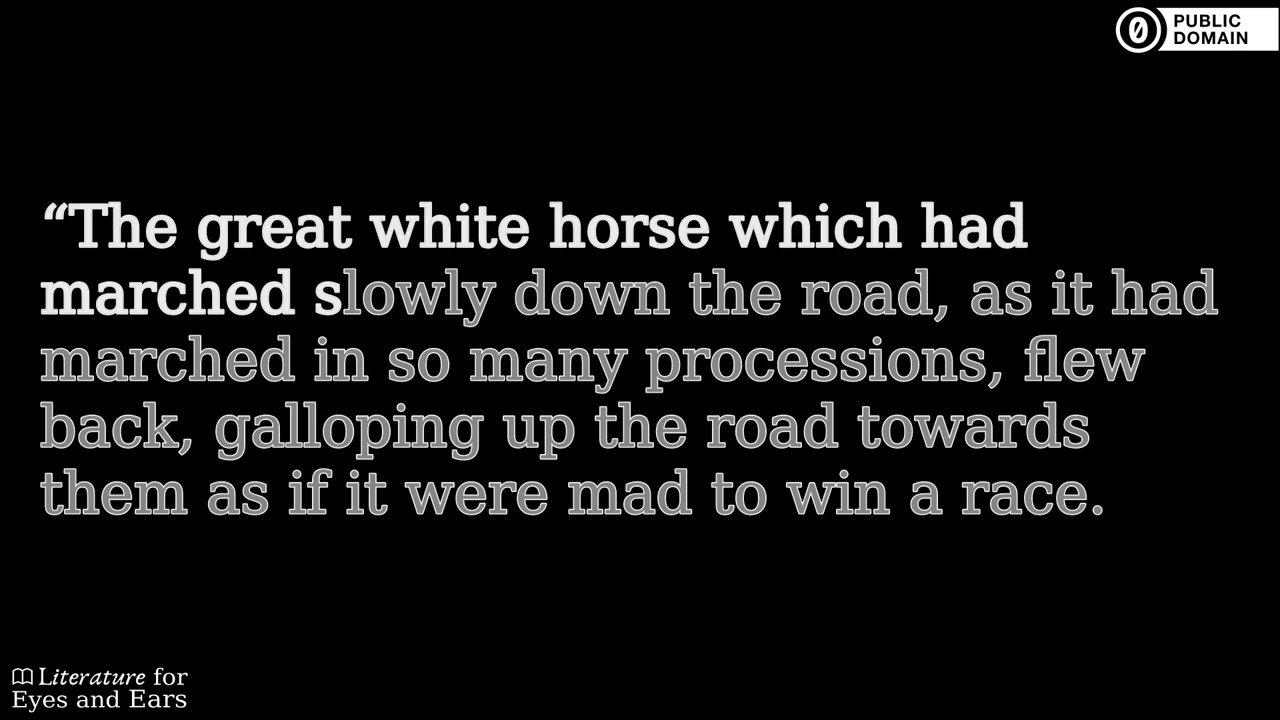 PUBLIC
DOMAIN
“The great white horse which had
marched slowly down the road, as it had
marched in so many processions, flew
back, galloping up the road towards
them as if it were mad to win a race.
Literature for
Eyes and Ears